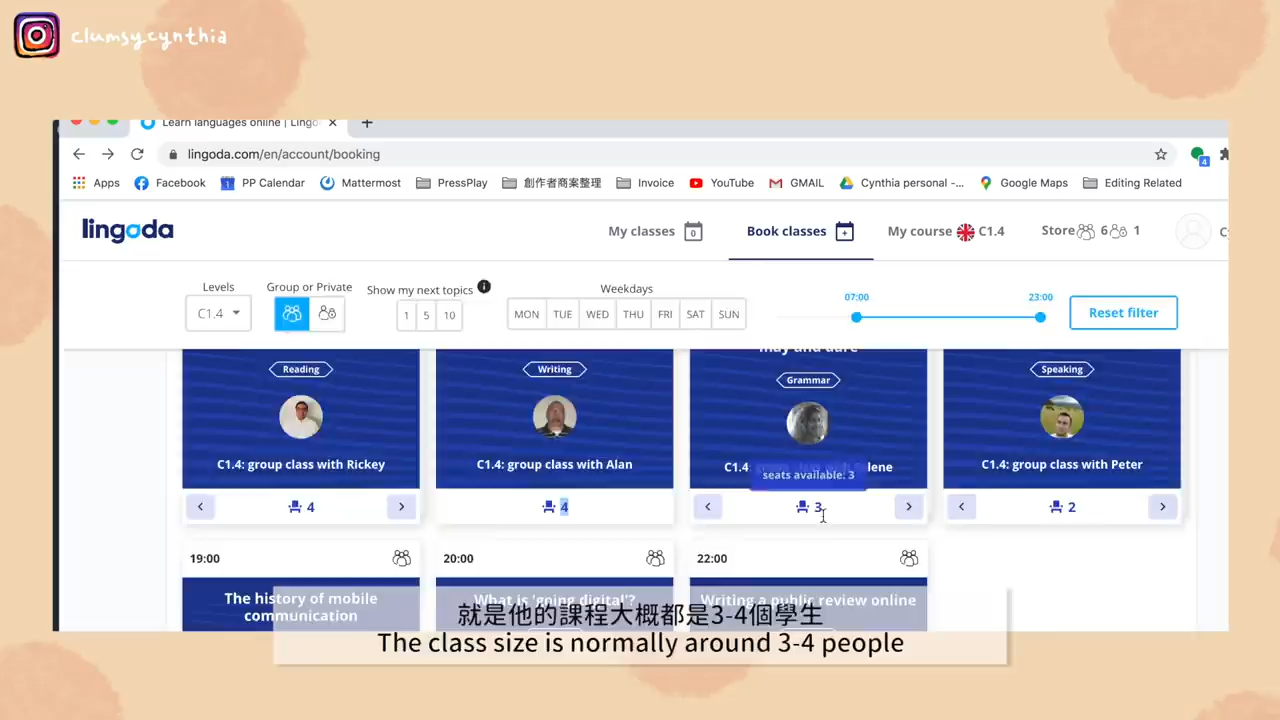 clumsycynthia
Learn languages online | Lingo
lingoda.com/en/account/booking
4
Apps Facebook PP Calendar Mattermost PressPlay 創作者商案整理 Invoice YouTube GMAIL Cynthia personal -... Google Maps Editing Related
lingoda
My classes 0 Book classes My course C1.4 Store 6 1
Levels Group or Private Show my next topics Weekdays
07:00 23:00
C1.4 1 5 10 MON TUE WED THU FRI SAT SUN Reset filter
may and dare
Reading Writing Grammar Speaking
C1.4: group class with Rickey C1.4: group class with Alan C1.4 lene C1.4: group class with Peter
seats available: 3
4 4 3 2
19:00 20:00 22:00
The history of mobile communication What is 'going digital'? Writing a public review online
就是他的課程大概都是3-4個學生
The class size is normally around 3-4 people